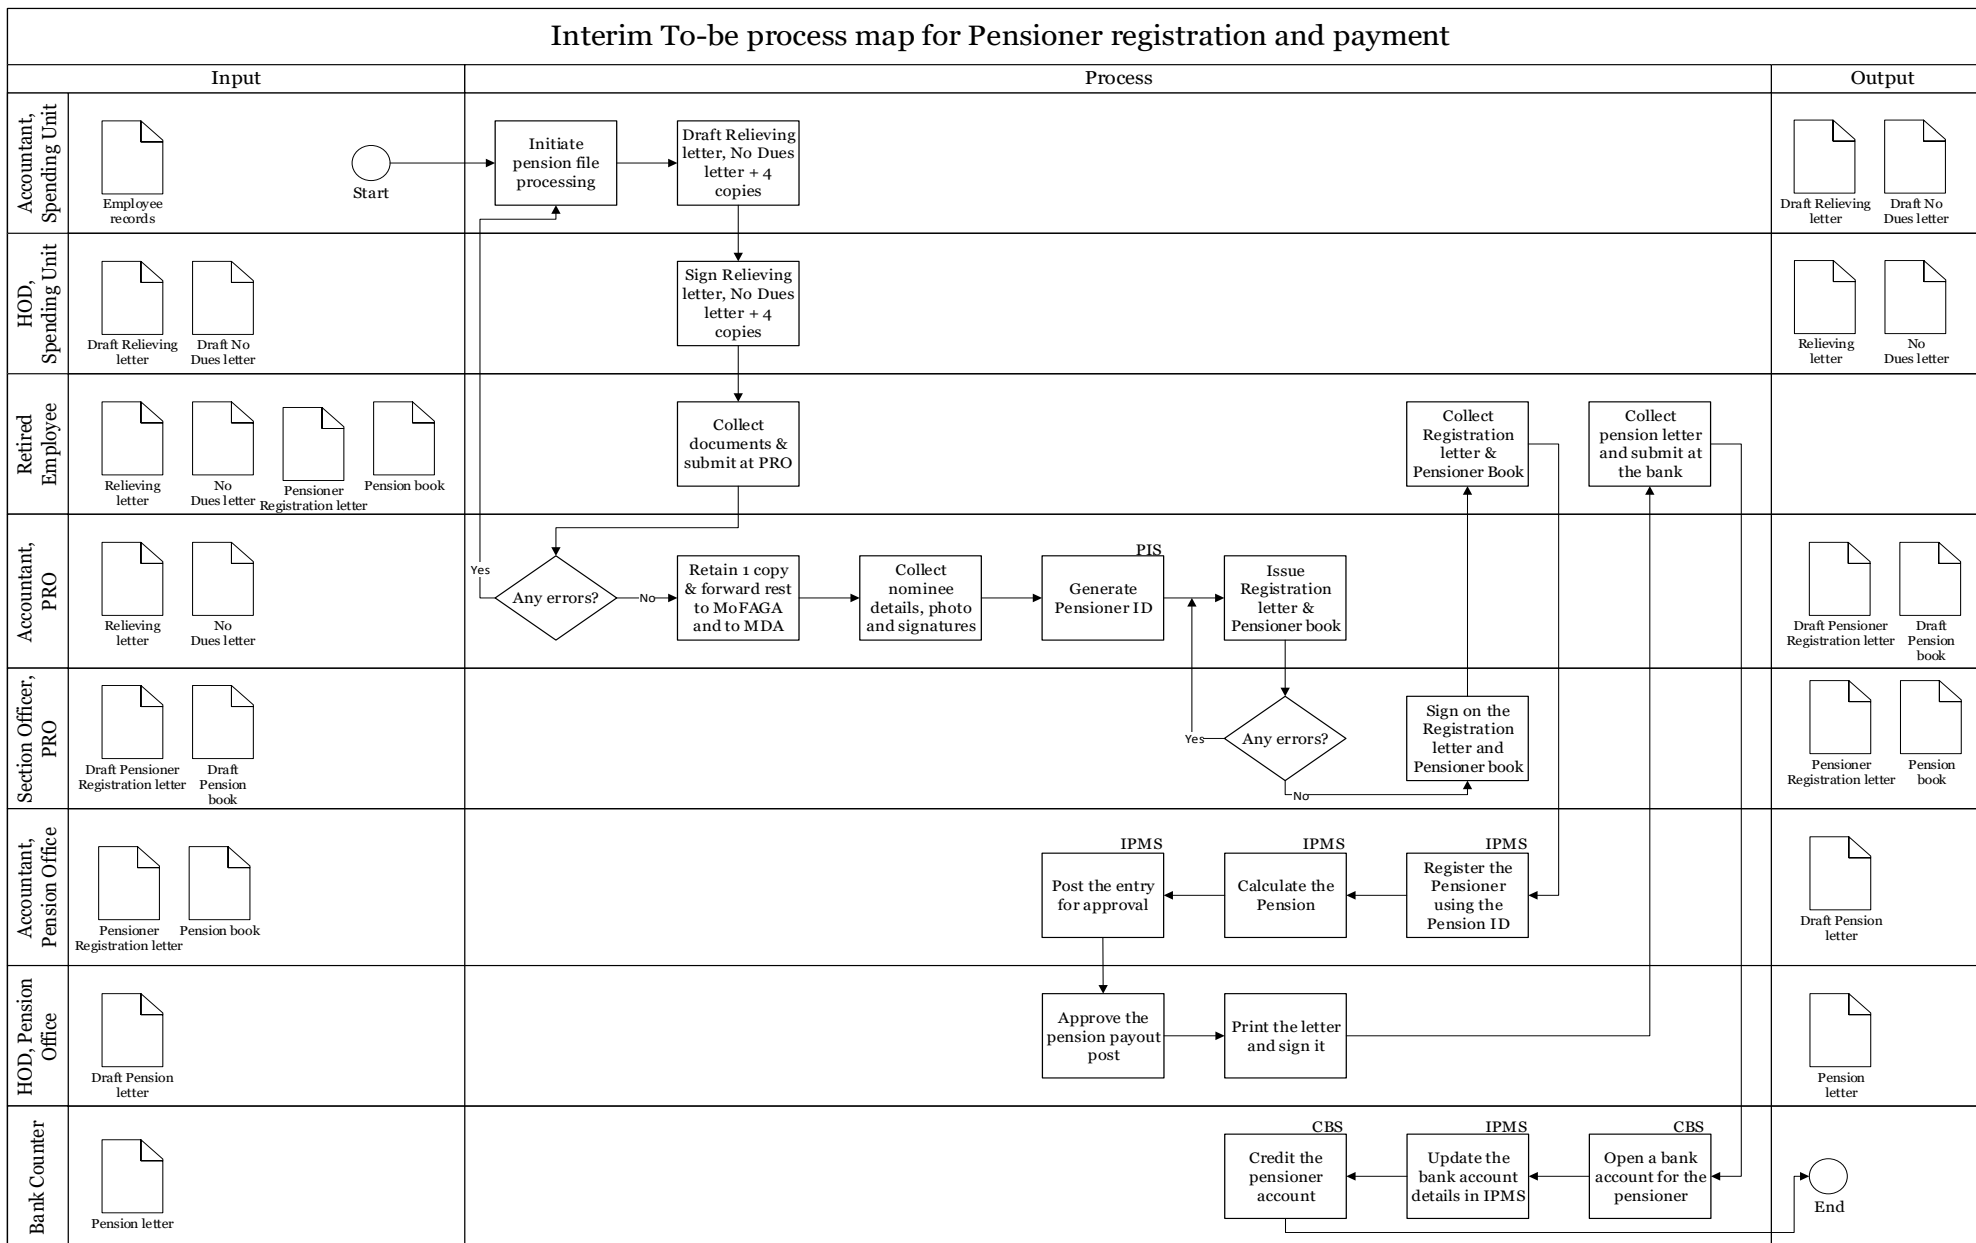 Interim To-be process map for Pensioner registration and payment
Input
Process
Output
Accountant,
Spending Unit
Employee
records
Start
Initiate
pension file
processing
Draft Relieving
letter, No Dues
letter + 4
copies
Draft Relieving
letter
Draft No
Dues letter
HOD,
Spending Unit
Draft Relieving
letter
Draft No
Dues letter
Sign Relieving
letter, No Dues
letter + 4
copies
Relieving
letter
No
Dues letter
Retired
Employee
Relieving
letter
No
Dues letter
Pensioner
Registration letter
Pension book
Collect
documents &
submit at PRO
Collect
Registration
letter &
Pensioner Book
Collect
pension letter
and submit at
the bank
Accountant,
PRO
Relieving
letter
No
Dues letter
Yes
Any errors?
No
Retain 1 copy
& forward rest
to MoFAGA
and to MDA
Collect
nominee
details, photo
and signatures
PIS
Generate
Pensioner ID
Issue
Registration
letter &
Pensioner book
Draft Pensioner
Registration letter
Draft
Pension
book
Section Officer,
PRO
Draft Pensioner
Registration letter
Draft
Pension
book
Yes
Any errors?
No
Sign on the
Registration
letter and
Pensioner book
Pensioner
Registration letter
Pension
book
Accountant,
Pension Office
Pensioner
Registration letter
Pension book
IPMS
Post the entry
for approval
IPMS
Calculate the
Pension
IPMS
Register the
Pensioner
using the
Pension ID
Draft Pension
letter
HOD, Pension
Office
Draft Pension
letter
Approve the
pension payout
post
Print the letter
and sign it
Pension
letter
Bank Counter
Pension letter
CBS
Credit the
pensioner
account
IPMS
Update the
bank account
details in IPMS
CBS
Open a bank
account for the
pensioner
End